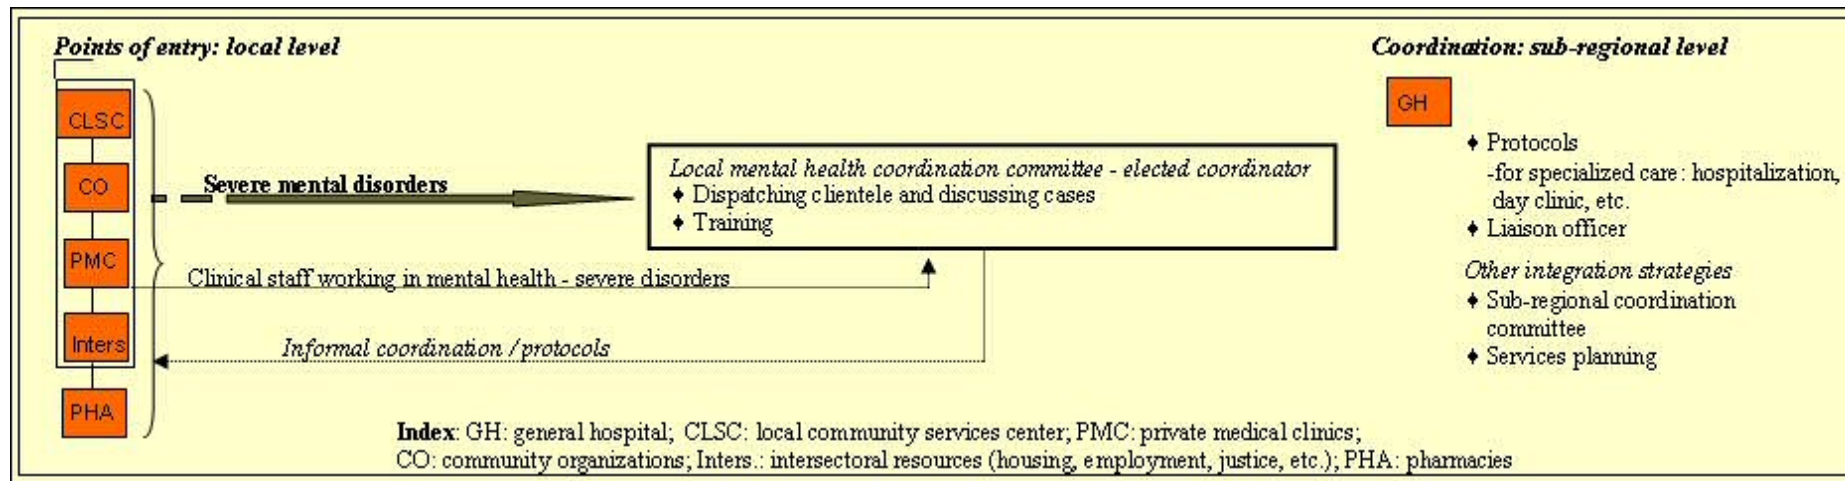 Points of entry: local level
CLSC
CO
PMC
Inters
PHA
Severe mental disorders
Clinical staff working in mental health - severe disorders
Informal coordination / protocols
Local mental health coordination committee - elected coordinator
♦ Dispatching clientele and discussing cases
♦ Training
Coordination: sub-regional level
GH
♦ Protocols
-for specialized care: hospitalization,
day clinic, etc.
♦ Liaison officer
Other integration strategies
♦ Sub-regional coordination
committee
♦ Services planning
Index: GH: general hospital; CLSC: local community services center; PMC: private medical clinics;
CO: community organizations; Inters.: intersectoral resources (housing, employment, justice, etc.); PHA: pharmacies